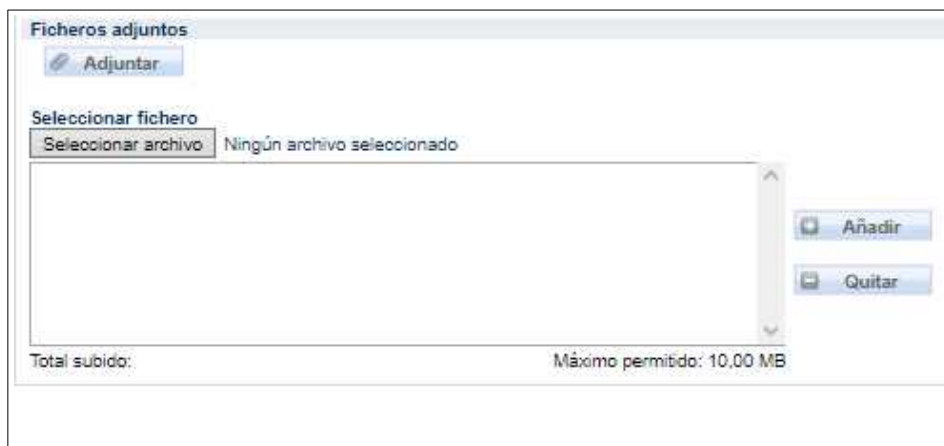 Ficheros adjuntos
Adjuntar
Seleccionar fichero
Seleccionar archivo Ningún archivo seleccionado
Añadir
Quitar
Total subido: Máximo permitido: 10,00 MB